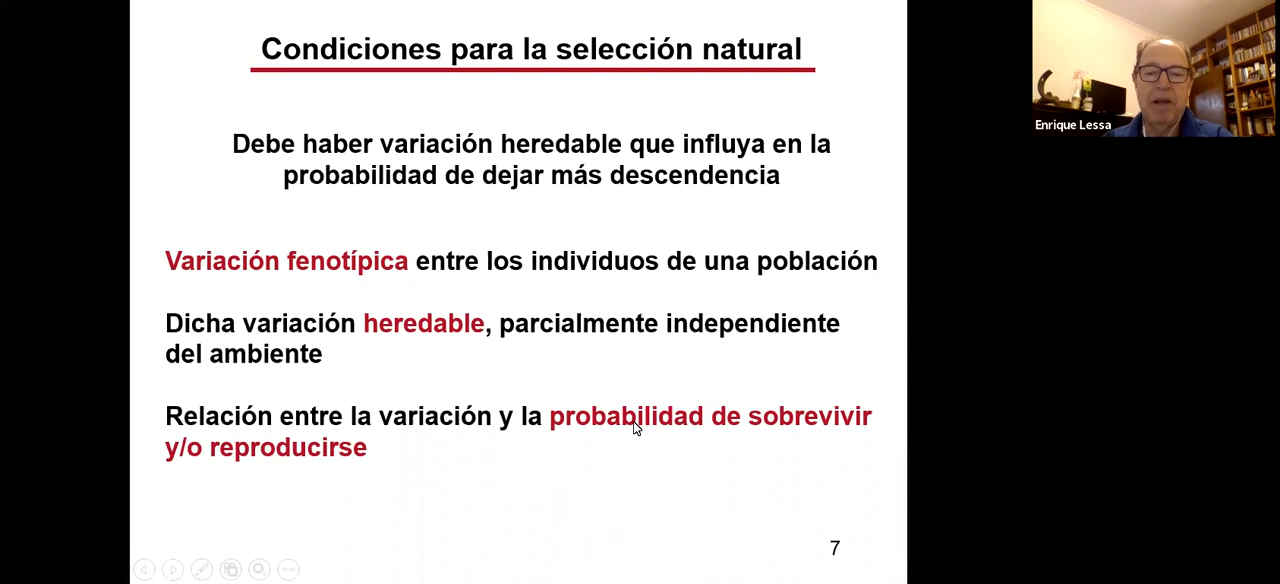 Condiciones para la selección natural
Debe haber variación heredable que influya en la
probabilidad de dejar más descendencia
Variación fenotípica entre los individuos de una población
Dicha variación heredable, parcialmente independiente
del ambiente
Relación entre la variación y la probabilidad de sobrevivir
y/o reproducirse
7
Enrique Lessa